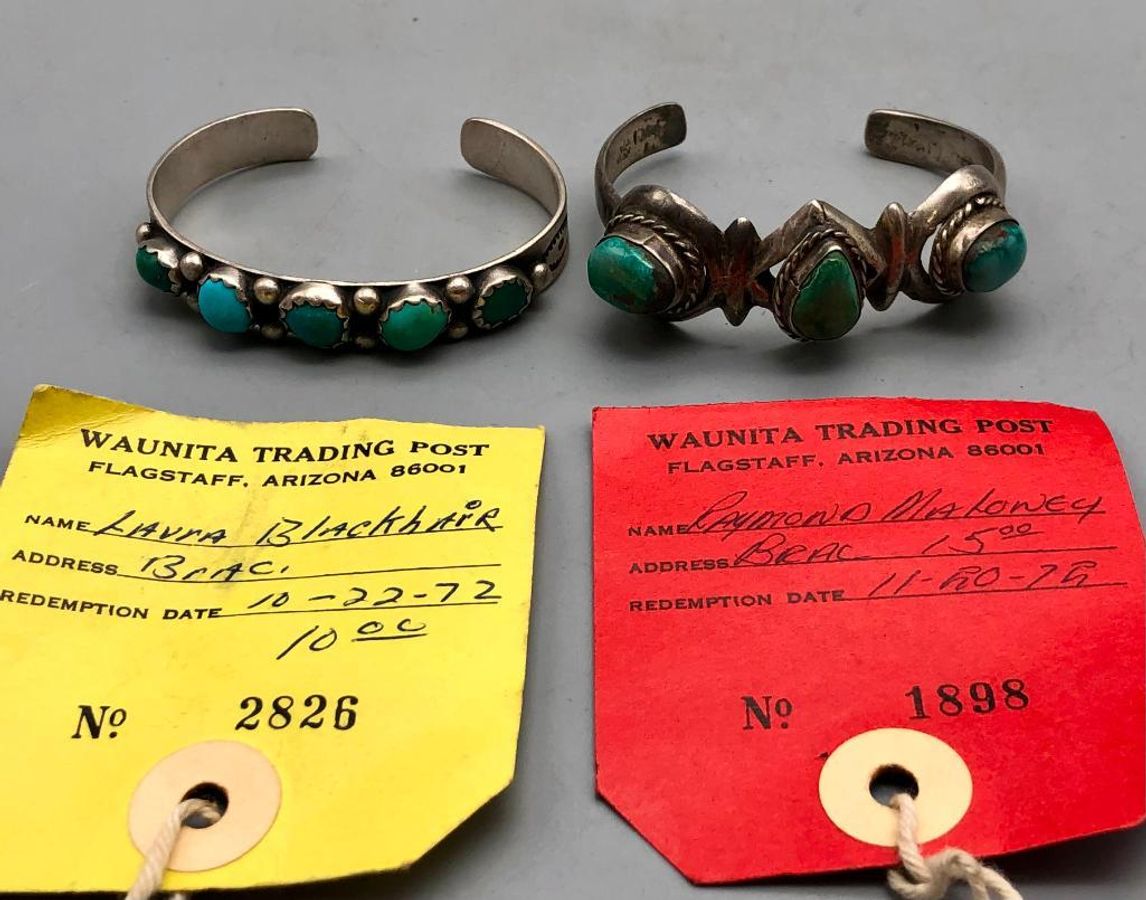 WAUNITA TRADING POST
FLAGSTAFF, ARIZONA 86001
NAME Laura Blackhair
ADDRESS Brac.
REDEMPTION DATE 10-22-72
10 00
No 2826
WAUNITA TRADING POST
FLAGSTAFF, ARIZONA 86001
NAME Raymond Maloney
ADDRESS Brac 15 00
REDEMPTION DATE 11-20-72
No 1898